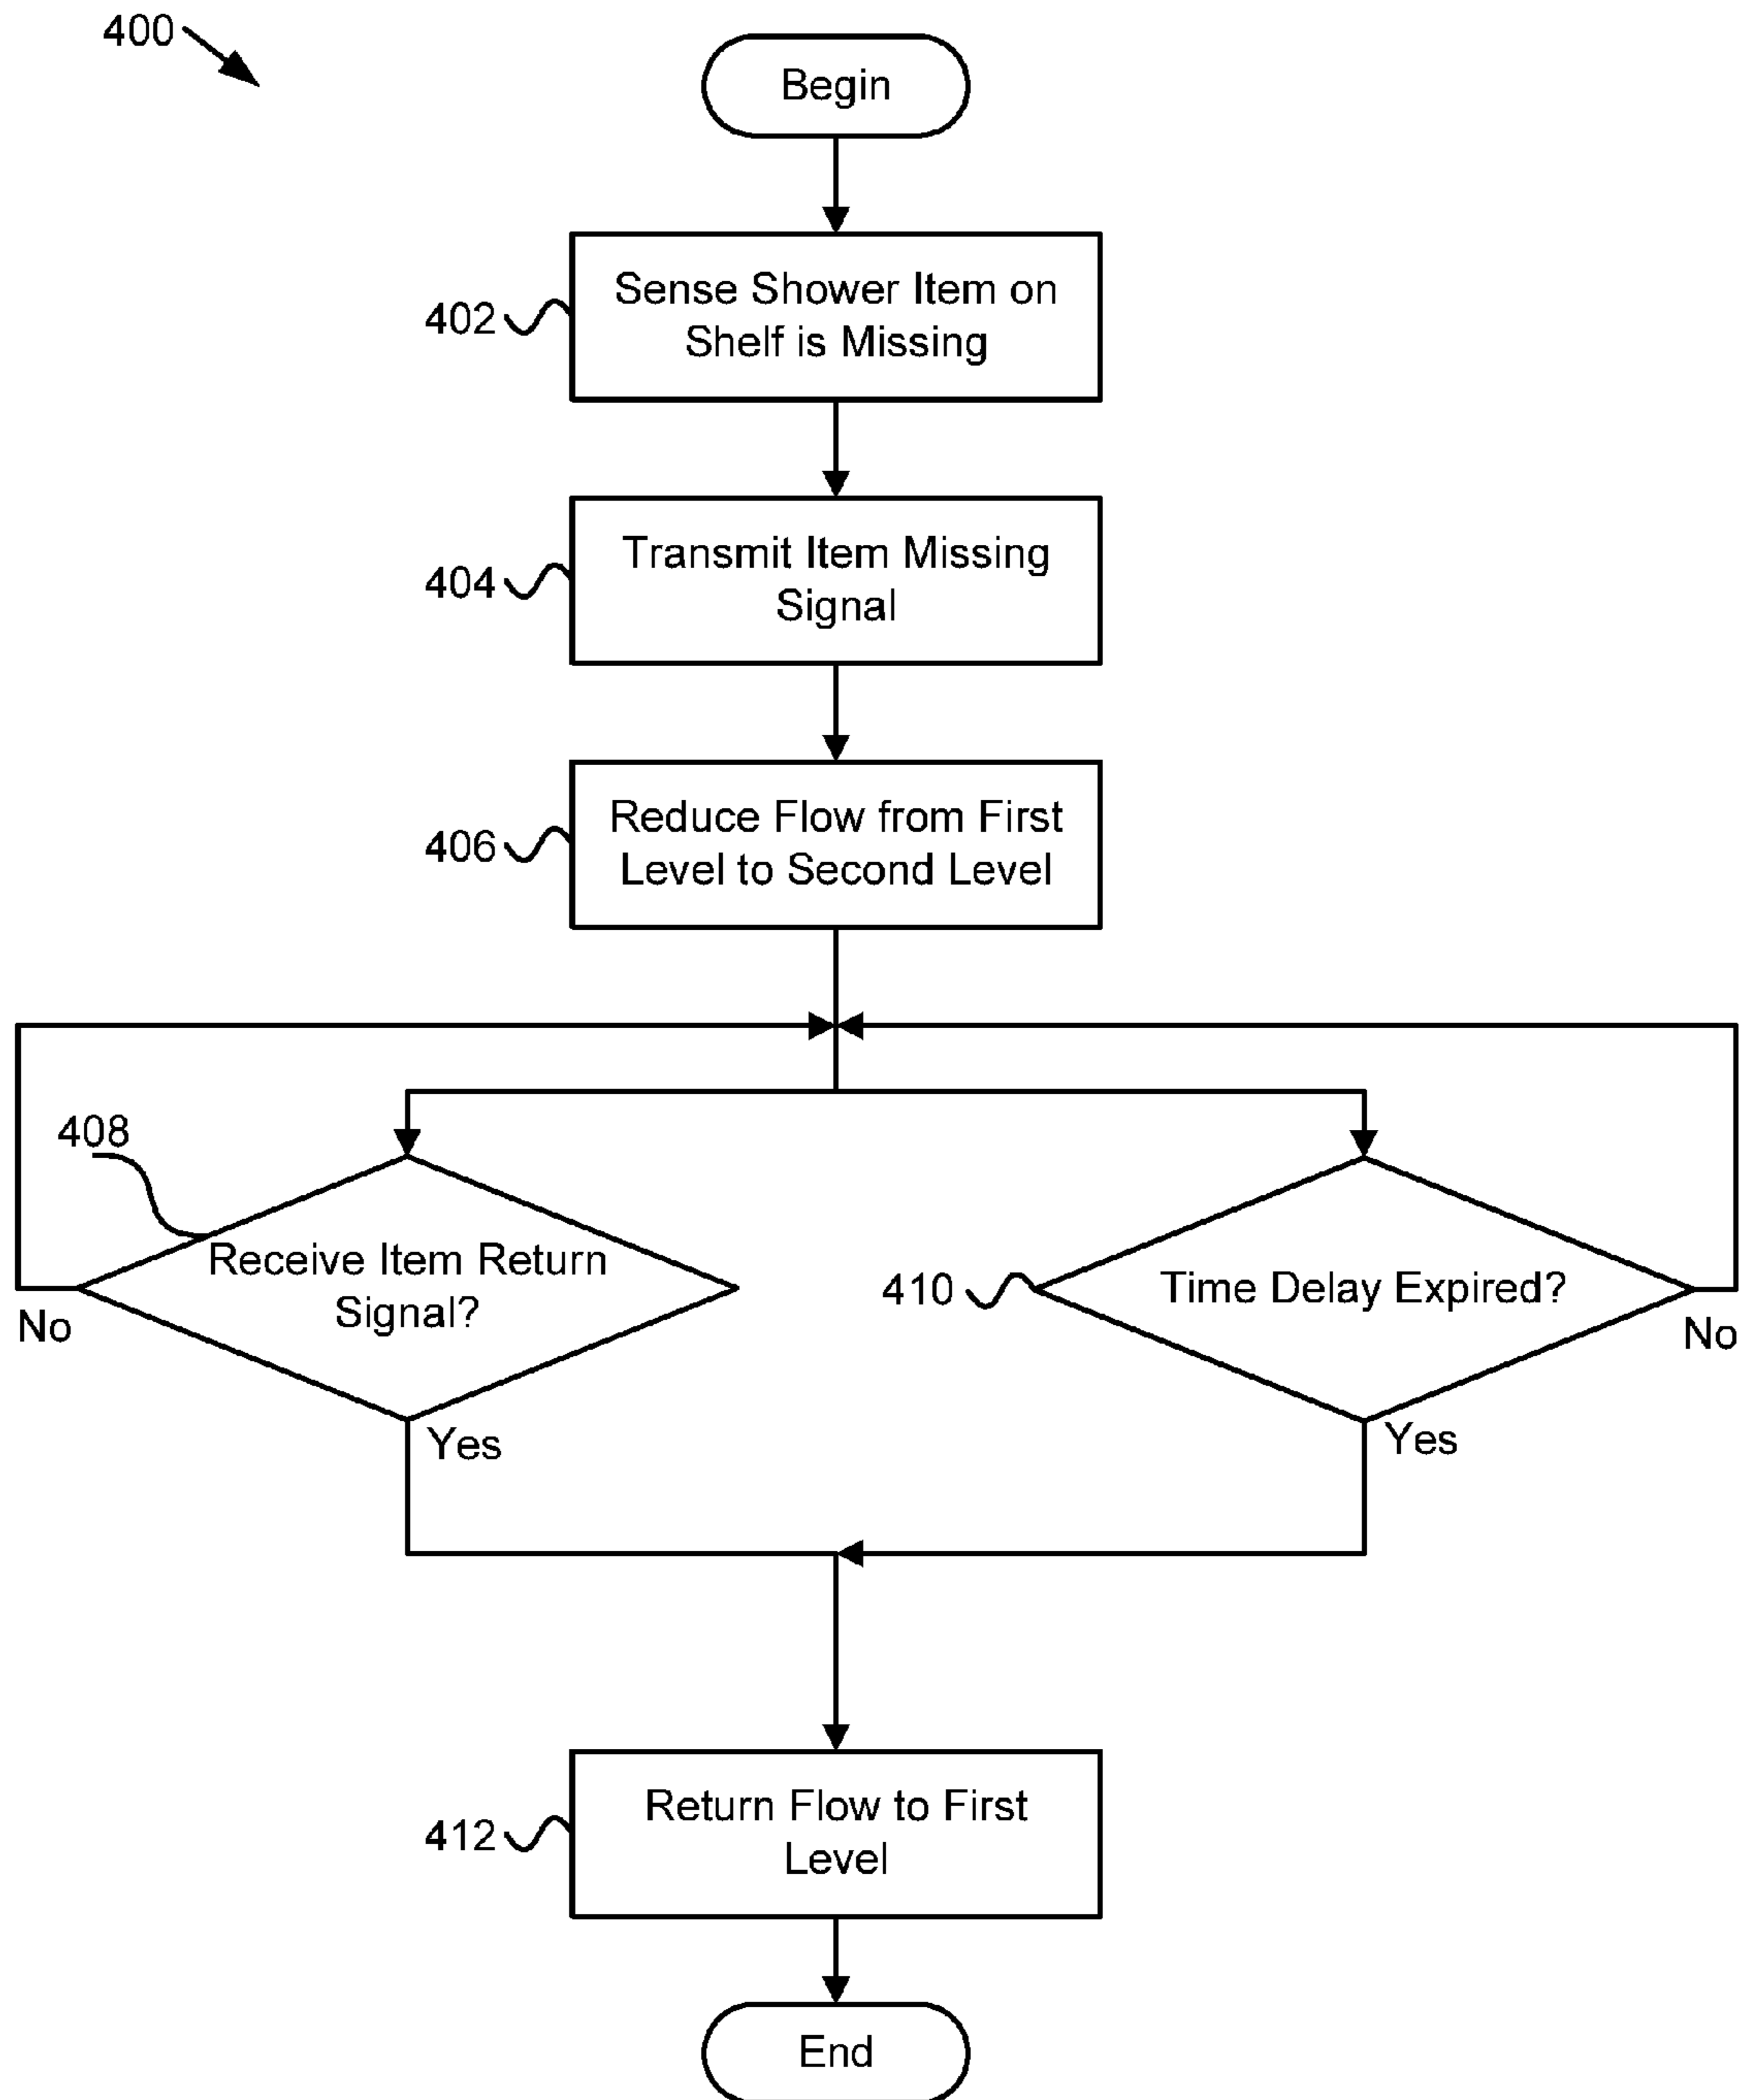 400
Begin
402
Sense Shower Item on
Shelf is Missing
404
Transmit Item Missing
Signal
406
Reduce Flow from First
Level to Second Level
408
Receive Item Return
Signal?
No
Yes
410
Time Delay Expired?
No
Yes
412
Return Flow to First
Level
End